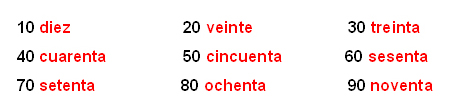 10 diez 20 veinte 30 treinta
40 cuarenta 50 cincuenta 60 sesenta
70 setenta 80 ochenta 90 noventa